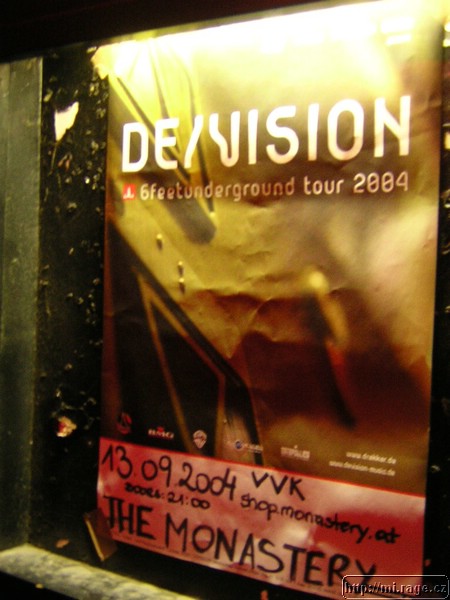 DE/VISION
6feetunderground tour 2004
BMG
www.drakkar.de
www.devision-music.de
13.09.2004 VVK
21:00 shop.monastery.at
THE MONASTERY
http://mi.rage.cz